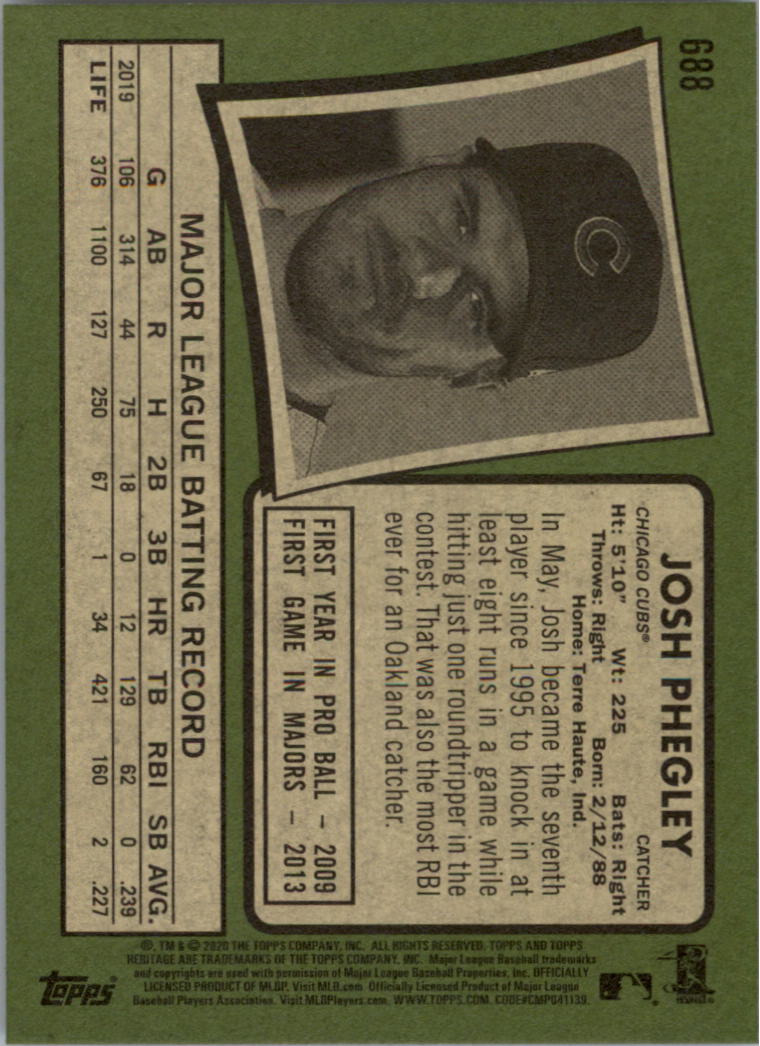 688
C
JOSH PHEGLEY
CHICAGO CUBS® CATCHER
Ht: 5'10" Wt: 225 Bats: Right
Throws: Right Born: 2/12/88
Home: Terre Haute, Ind.
In May, Josh became the seventh
player since 1995 to knock in at
least eight runs in a game while
hitting just one roundtripper in the
contest. That was also the most RBI
ever for an Oakland catcher.
FIRST YEAR IN PRO BALL – 2009
FIRST GAME IN MAJORS – 2013
MAJOR LEAGUE BATTING RECORD
G AB R H 2B 3B HR TB RBI SB AVG.
2019 106 314 44 75 18 0 12 129 62 0 .239
LIFE 376 1100 127 250 67 1 34 421 160 2 .227
®, TM & © 2020 THE TOPPS COMPANY, INC. ALL RIGHTS RESERVED. TOPPS AND TOPPS
HERITAGE ARE TRADEMARKS OF THE TOPPS COMPANY, INC. Major League Baseball trademarks
and copyrights are used with permission of Major League Baseball Properties, Inc. OFFICIALLY
LICENSED PRODUCT OF MLBP. Visit MLB.com Officially Licensed Product of Major League
Baseball Players Association. Visit MLBPlayers.com. WWW.TOPPS.COM. CODE#CMP041139.
Topps